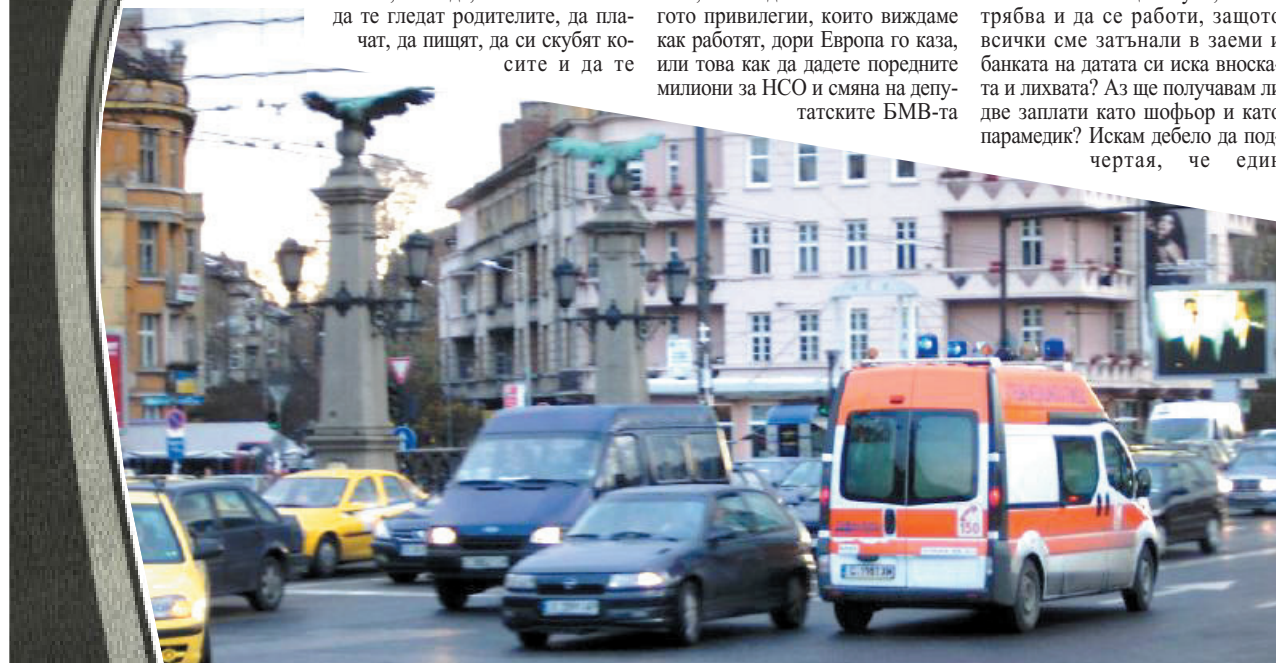 да те гледат родителите, да пла-
чат, да пищят, да си скубят ко-
сите и да те
гото привилегии, които виждаме
как работят, дори Европа го каза,
или това как да дадете поредните
милиони за НСО и смяна на депу-
татските БМВ-та
трябва и да се работи, защото
всички сме затънали в заеми и
банката на датата си иска вноска-
та и лихвата? Аз ще получавам ли
две заплати като шофьор и като
парамедик? Искам дебело да под-
чертая, че един
150